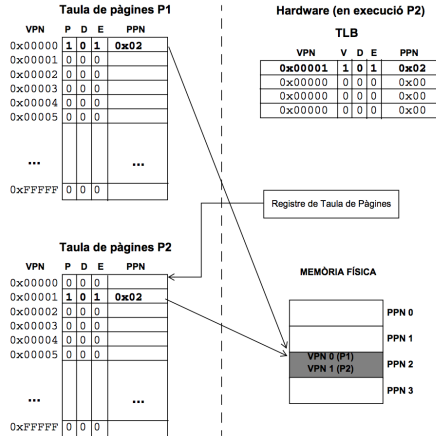 Taula de pàgines P1
VPN P D E PPN
0x00000 1 0 1 0x02
0x00001 0 0 0
0x00002 0 0 0
0x00003 0 0 0
0x00004 0 0 0
0x00005 0 0 0
... ...
0xFFFFF 0 0 0
Hardware (en execució P2)
TLB
VPN V D E PPN
0x00001 1 0 1 0x02
0x00000 0 0 0 0x00
0x00000 0 0 0 0x00
0x00000 0 0 0 0x00
Registre de Taula de Pàgines
Taula de pàgines P2
VPN P D E PPN
0x00000 0 0 0
0x00001 1 0 1 0x02
0x00002 0 0 0
0x00003 0 0 0
0x00004 0 0 0
0x00005 0 0 0
... ...
0xFFFFF 0 0 0
MEMÒRIA FÍSICA
PPN 0
PPN 1
VPN 0 (P1)
VPN 1 (P2)
PPN 2
PPN 3